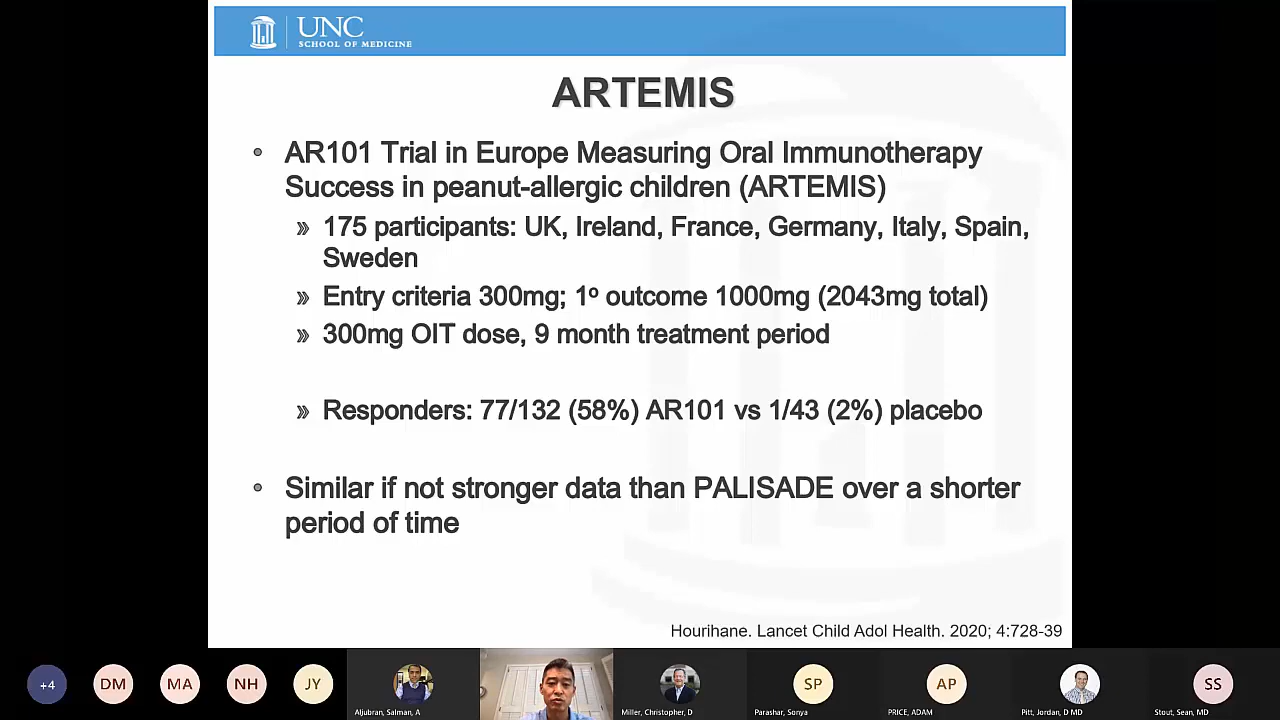 UNC
SCHOOL OF MEDICINE
ARTEMIS
• AR101 Trial in Europe Measuring Oral Immunotherapy
Success in peanut-allergic children (ARTEMIS)
» 175 participants: UK, Ireland, France, Germany, Italy, Spain,
Sweden
» Entry criteria 300mg; 1º outcome 1000mg (2043mg total)
» 300mg OIT dose, 9 month treatment period
» Responders: 77/132 (58%) AR101 vs 1/43 (2%) placebo
• Similar if not stronger data than PALISADE over a shorter
period of time
Hourihane. Lancet Child Adol Health. 2020; 4:728-39
+4 DM MA NH JY SP AP SS
Aljubran, Salman, A Miller, Christopher, D Parashar, Sonya PRICE, ADAM Pitt, Jordan, D MD Stout, Sean, MD